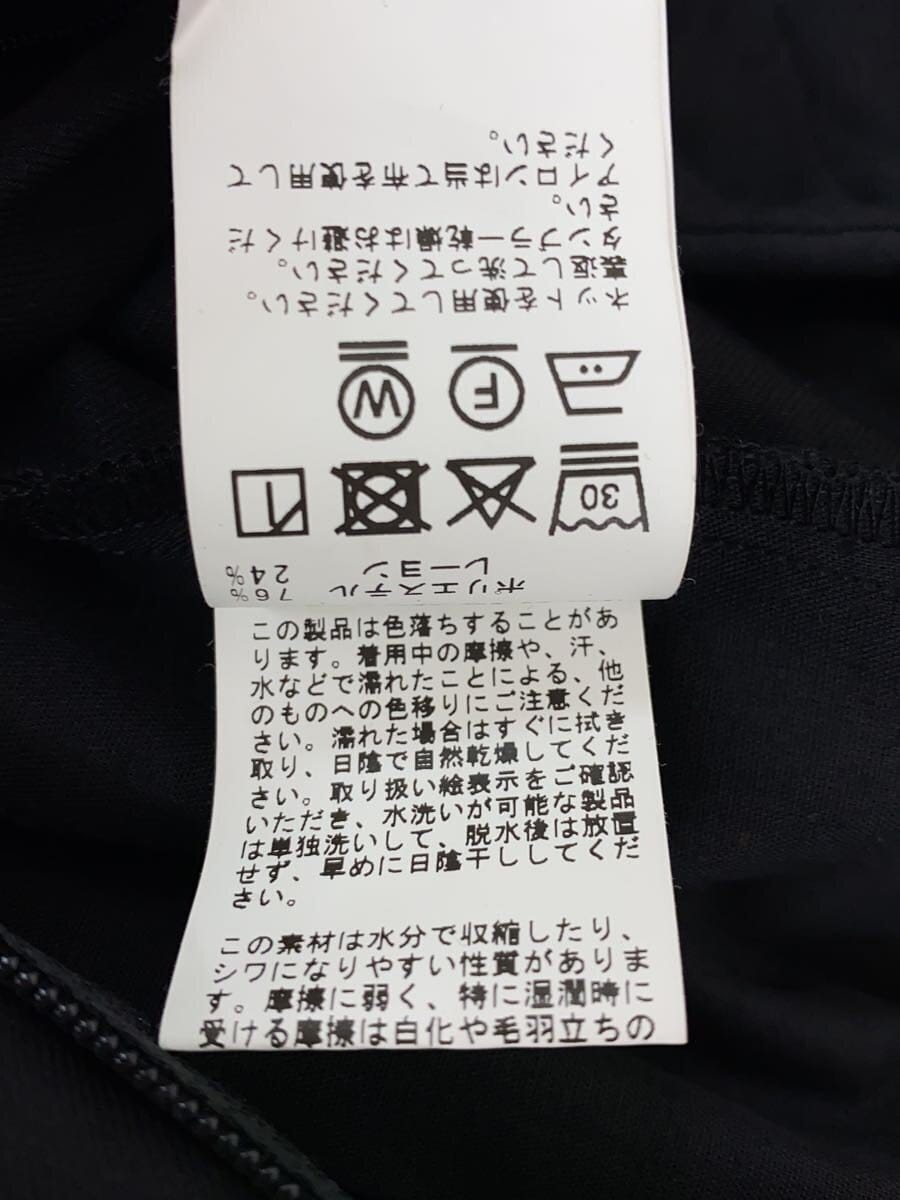 ポリエステル 76%
レーヨン 24%
30
F W
ネットを使用してください。
裏返して洗ってください。
タンブラー乾燥はお避けくだ
さい。
アイロンは当て布を使用して
ください。
この製品は色落ちすることがあ
ります。着用中の摩擦や、汗、
水などで濡れたことによる、他
のものへの色移りにご注意くだ
さい。濡れた場合はすぐに拭き
取り、日陰で自然乾燥してくだ
さい。取り扱い絵表示をご確認
いただき、水洗いが可能な製品
は単独洗いして、脱水後は放置
せず、早めに日陰干ししてくだ
さい。
この素材は水分で収縮したり、
シワになりやすい性質がありま
す。摩擦に弱く、特に湿潤時に
受ける摩擦は白化や毛羽立ちの